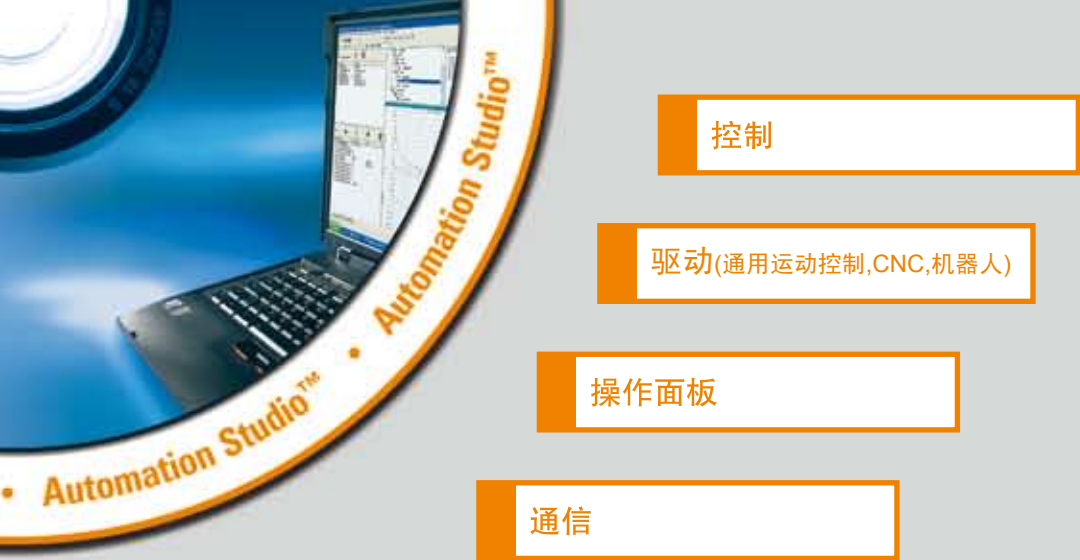 控制
驱动(通用运动控制,CNC,机器人)
操作面板
通信
Automation Studio™
• Automation Studio™ •